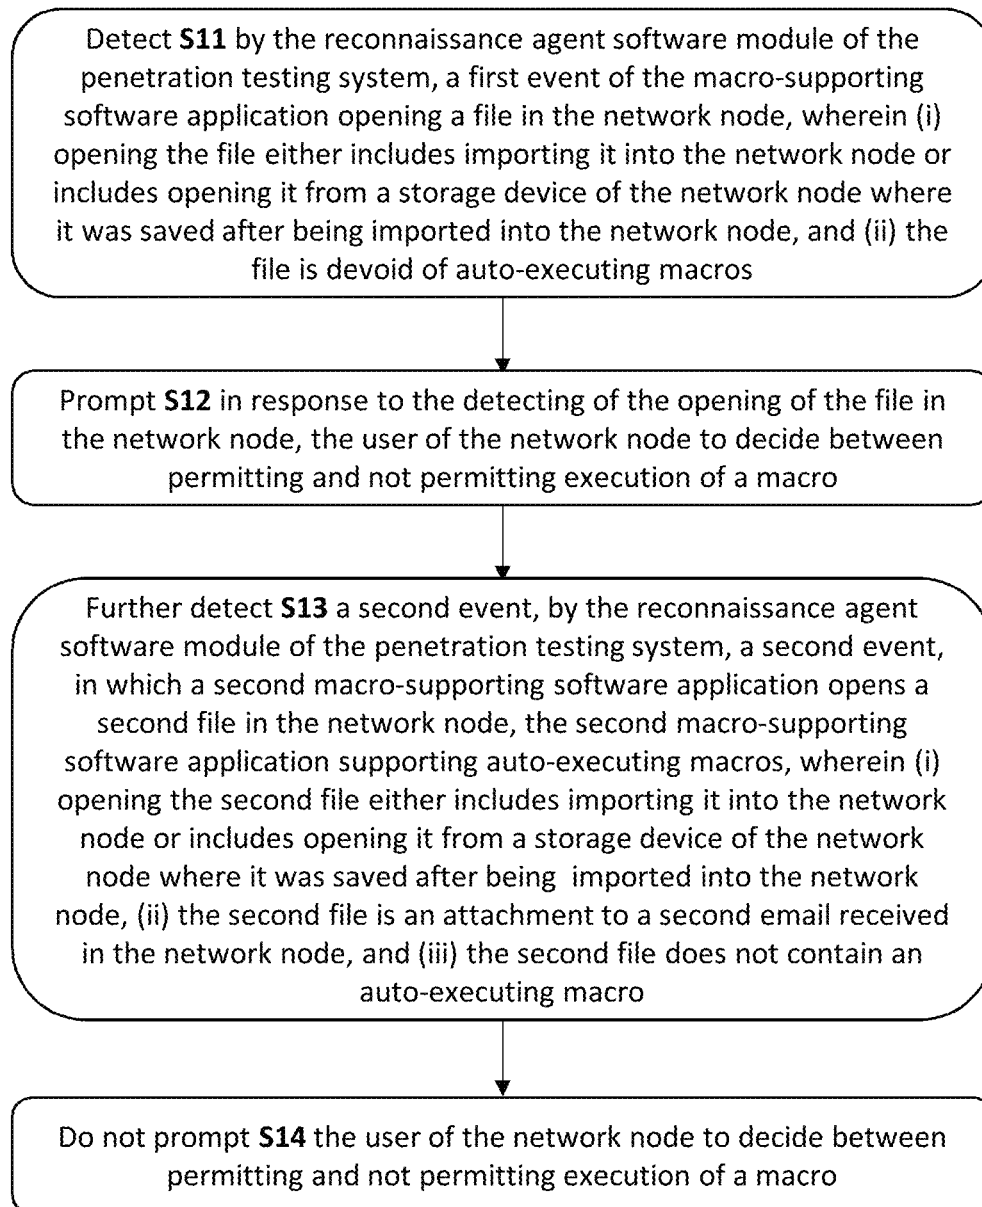 Detect S11 by the reconnaissance agent software module of the
penetration testing system, a first event of the macro-supporting
software application opening a file in the network node, wherein (i)
opening the file either includes importing it into the network node or
includes opening it from a storage device of the network node where
it was saved after being imported into the network node, and (ii) the
file is devoid of auto-executing macros
Prompt S12 in response to the detecting of the opening of the file in
the network node, the user of the network node to decide between
permitting and not permitting execution of a macro
Further detect S13 a second event, by the reconnaissance agent
software module of the penetration testing system, a second event,
in which a second macro-supporting software application opens a
second file in the network node, the second macro-supporting
software application supporting auto-executing macros, wherein (i)
opening the second file either includes importing it into the network
node or includes opening it from a storage device of the network
node where it was saved after being imported into the network
node, (ii) the second file is an attachment to a second email received
in the network node, and (iii) the second file does not contain an
auto-executing macro
Do not prompt S14 the user of the network node to decide between
permitting and not permitting execution of a macro